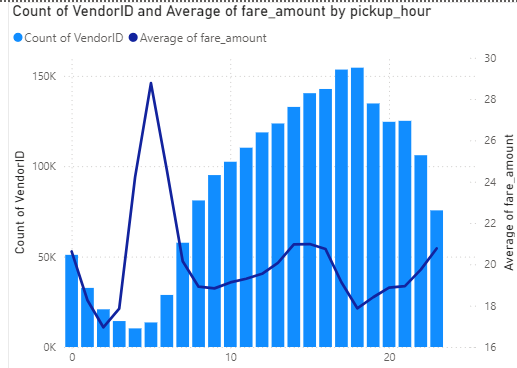 Count of VendorID and Average of fare_amount by pickup_hour
Count of VendorID Average of fare_amount
150K
100K
50K
0K
Count of VendorID
30
28
26
24
22
20
18
16
Average of fare_amount
0 10 20